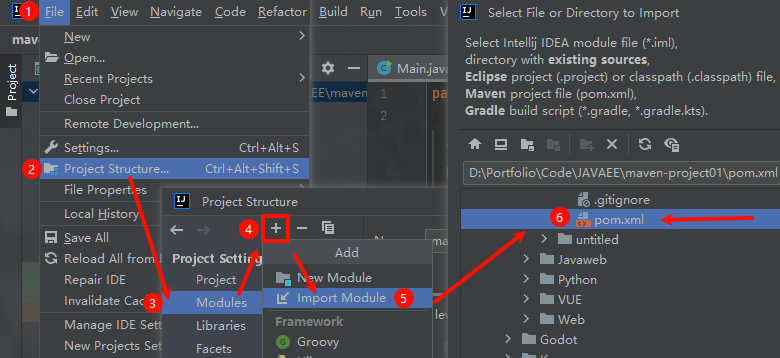 1 File Edit View Navigate Code Refactor Build Run Tools
New
Open...
Recent Projects
Close Project
Remote Development...
Settings... Ctrl+Alt+S
2 Project Structure... Ctrl+Alt+Shift+S
File Properties
Local History
Save All
Reload All from
Repair IDE
Invalidate Cac
Manage IDE Set
New Projects Set
Project
Main.java
1
2
Project Structure
4
Project Setting
Project
3 Modules
Libraries
Facets
Add
New Module
Import Module 5
Framework
Groovy
Select File or Directory to Import
Select Intellij IDEA module file (*.iml),
directory with existing sources,
Eclipse project (.project) or classpath (.classpath) file,
Maven project file (pom.xml),
Gradle build script (*.gradle, *.gradle.kts).
D:\Portfolio\Code\JAVAEE\maven-project01\pom.xml
.gitignore
6 pom.xml
untitled
Javaweb
Python
VUE
Web
Godot